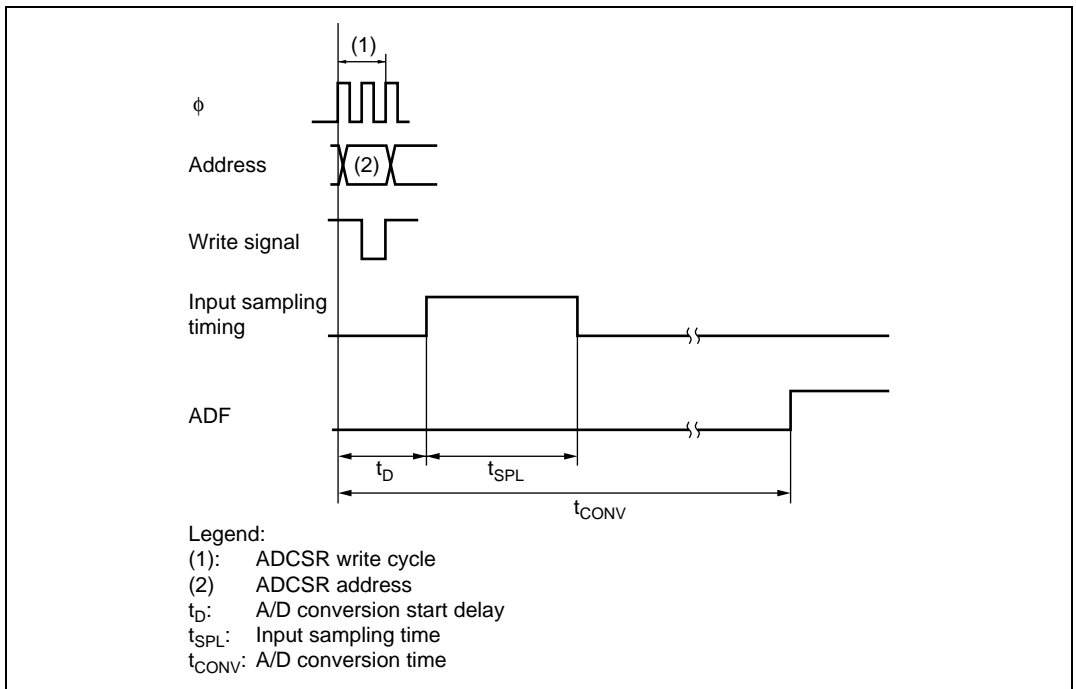 (1)
ϕ
Address
(2)
Write signal
Input sampling
timing
ADF
tD
tSPL
tCONV
Legend:
(1): ADCSR write cycle
(2) ADCSR address
tD: A/D conversion start delay
tSPL: Input sampling time
tCONV: A/D conversion time